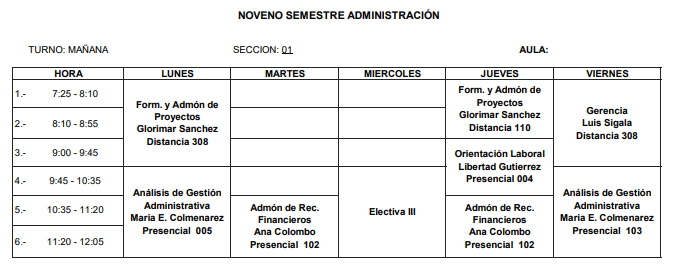 NOVENO SEMESTRE ADMINISTRACIÓN
TURNO: MAÑANA SECCION: 01 AULA:
HORA LUNES MARTES MIERCOLES JUEVES VIERNES
1.- 7:25 - 8:10
2.- 8:10 - 8:55
3.- 9:00 - 9:45
4.- 9:45 - 10:35
5.- 10:35 - 11:20
6.- 11:20 - 12:05
Form. y Admón de
Proyectos
Glorimar Sanchez
Distancia 308
Análisis de Gestión
Administrativa
Maria E. Colmenarez
Presencial 005
Admón de Rec.
Financieros
Ana Colombo
Presencial 102
Electiva III
Form. y Admón de
Proyectos
Glorimar Sanchez
Distancia 110
Orientación Laboral
Libertad Gutierrez
Presencial 004
Admón de Rec.
Financieros
Ana Colombo
Presencial 102
Gerencia
Luis Sigala
Distancia 308
Análisis de Gestión
Administrativa
Maria E. Colmenarez
Presencial 103